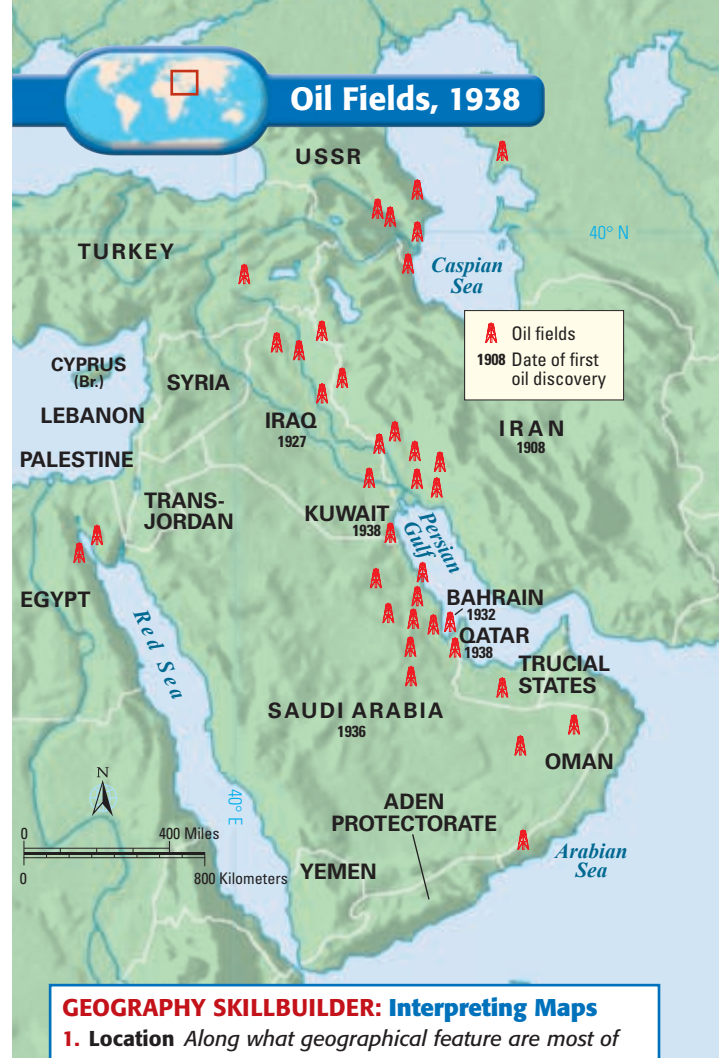 Oil Fields, 1938
USSR
40° N
TURKEY
Caspian
Sea
Oil fields
1908 Date of first
oil discovery
CYPRUS
(Br.)
SYRIA
LEBANON
IRAQ
1927
IRAN
1908
PALESTINE
TRANS-
JORDAN
KUWAIT
1938
Persian
Gulf
EGYPT
BAHRAIN
1932
QATAR
1938
Red Sea
TRUCIAL
STATES
SAUDI ARABIA
1936
OMAN
N
40° E
ADEN
PROTECTORATE
0 400 Miles
0 800 Kilometers
YEMEN
Arabian
Sea
GEOGRAPHY SKILLBUILDER: Interpreting Maps
1. Location Along what geographical feature are most of